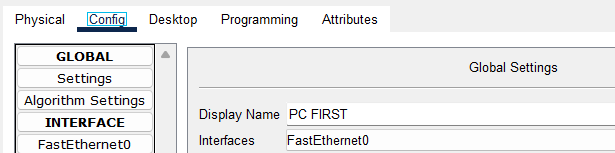 Physical Config Desktop Programming Attributes
GLOBAL
Settings
Algorithm Settings
INTERFACE
FastEthernet0
Global Settings
Display Name PC FIRST
Interfaces FastEthernet0